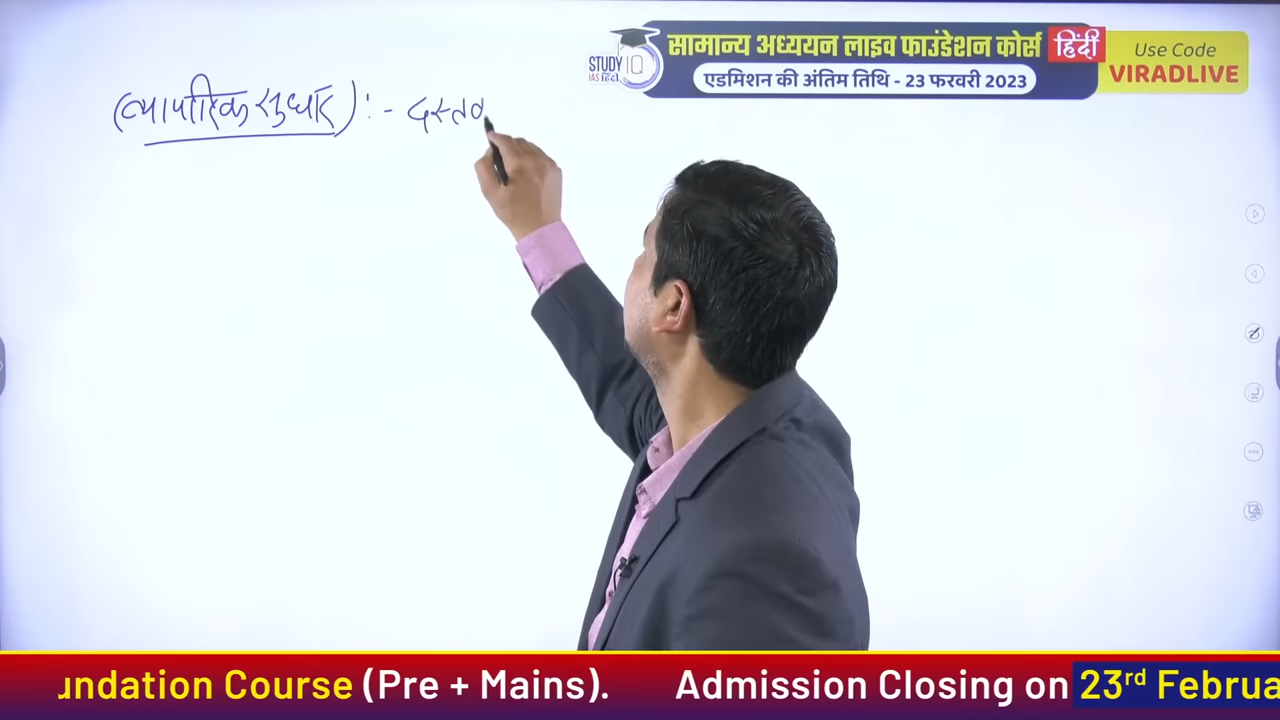 सामान्य अध्ययन लाइव फाउंडेशन कोर्स हिंदी
STUDY IQ
IAS हिंदी
एडमिशन की अंतिम तिथि - 23 फरवरी 2023
Use Code
VIRADLIVE
(व्यापारिक सुधार) :- दस्तव
undation Course (Pre + Mains). Admission Closing on 23rd Februa